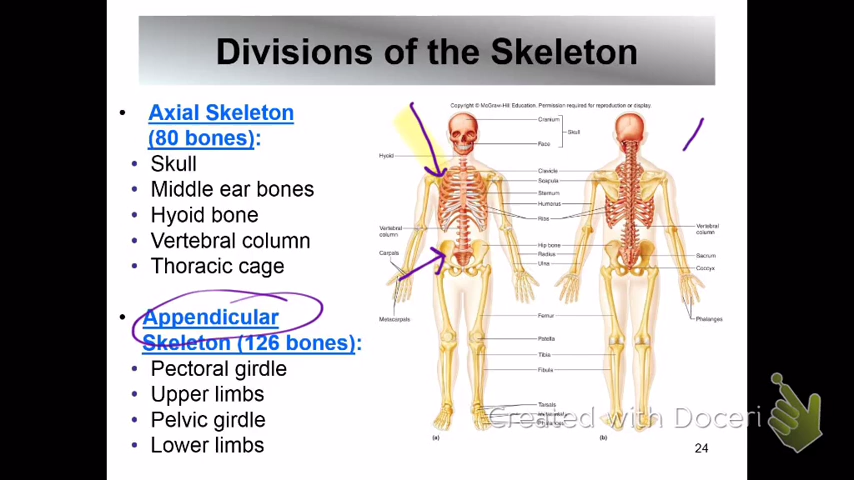 Divisions of the Skeleton
• Axial Skeleton
(80 bones):
• Skull
• Middle ear bones
• Hyoid bone
• Vertebral column
• Thoracic cage
• Appendicular
Skeleton (126 bones):
• Pectoral girdle
• Upper limbs
• Pelvic girdle
• Lower limbs
Copyright © McGraw-Hill Education. Permission required for reproduction or display.
Cranium
Skull
Face
Hyoid
Clavicle
Scapula
Sternum
Humerus
Ribs
Vertebral
column
Carpals
Metacarpals
Hip bone
Radius
Ulna
Femur
Patella
Tibia
Fibula
Tarsals
Vertebral
column
Sacrum
Coccyx
Phalanges
(a)
(b)
Created with Doceri
24